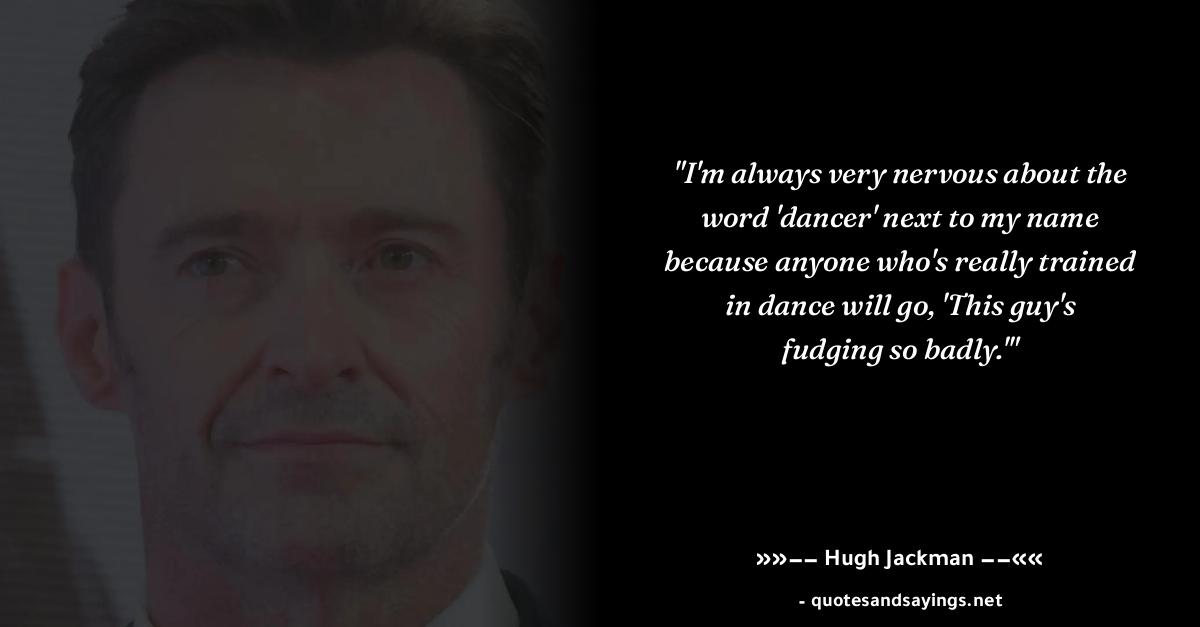 "I'm always very nervous about the
word 'dancer' next to my name
because anyone who's really trained
in dance will go, 'This guy's
fudging so badly.'"
»»–– Hugh Jackman ––««
- quotesandsayings.net